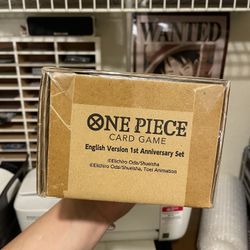 WANTED
ONE PIECE
CARD GAME
English Version 1st Anniversary Set
©Eiichiro Oda/Shueisha
©Eiichiro Oda/Shueisha, Toei Animation